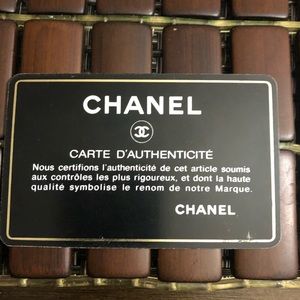 CHANEL
CARTE D'AUTHENTICITÉ
Nous certifions l'authenticité de cet article soumis
aux contrôles les plus rigoureux, et dont la haute
qualité symbolise le renom de notre Marque.
CHANEL